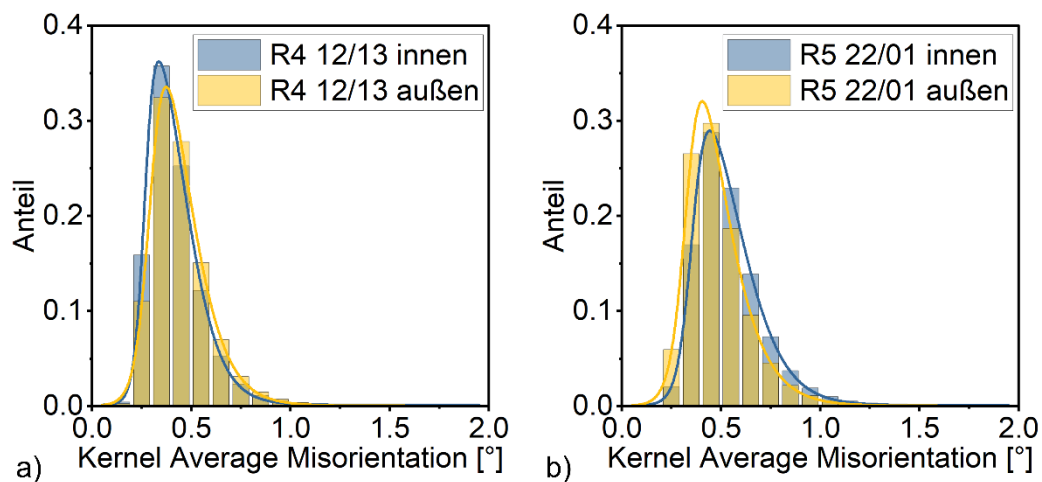 0.4
R4 12/13 innen
R4 12/13 außen
0.3
Anteil
0.2
0.1
0.0
0.0 0.5 1.0 1.5 2.0
a) Kernel Average Misorientation [°]
0.4
R5 22/01 innen
R5 22/01 außen
0.3
Anteil
0.2
0.1
0.0
0.0 0.5 1.0 1.5 2.0
b) Kernel Average Misorientation [°]